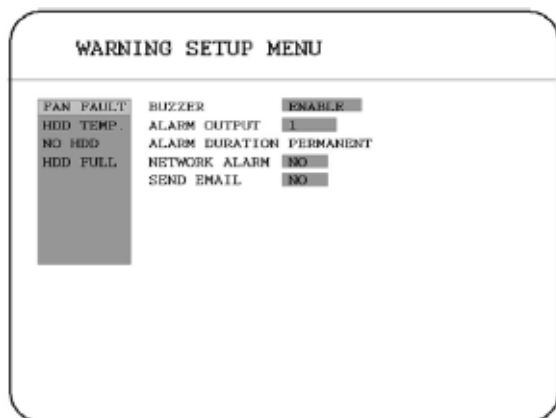 WARNING SETUP MENU
FAN FAULT BUZZER ENABLE
HDD TEMP. ALARM OUTPUT 1
NO HDD ALARM DURATION PERMANENT
HDD FULL NETWORK ALARM NO
SEND EMAIL NO